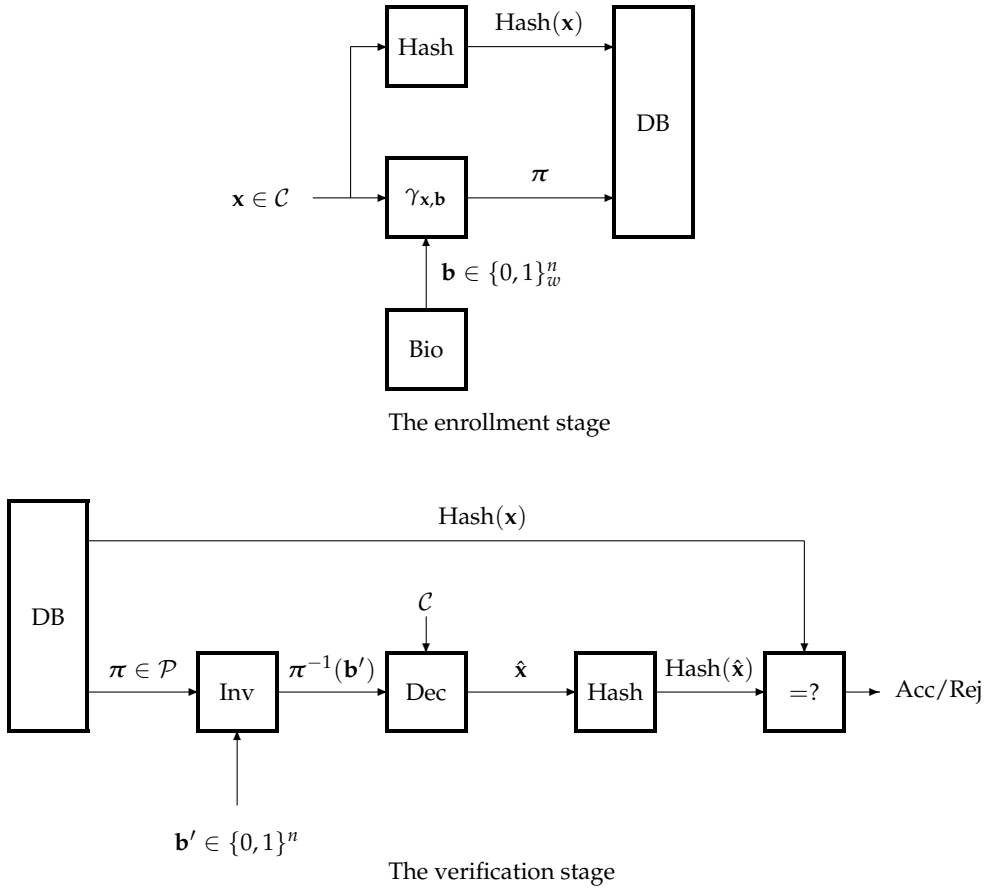 Hash
Hash(x)
DB
x ∈ 𝒞
γx,b
π
b ∈ {0, 1}ⁿ_w
Bio
The enrollment stage
Hash(x)
DB
𝒞
π ∈ 𝒫
Inv
π⁻¹(b′)
Dec
x̂
Hash
Hash(x̂)
=?
Acc/Rej
b′ ∈ {0, 1}ⁿ
The verification stage